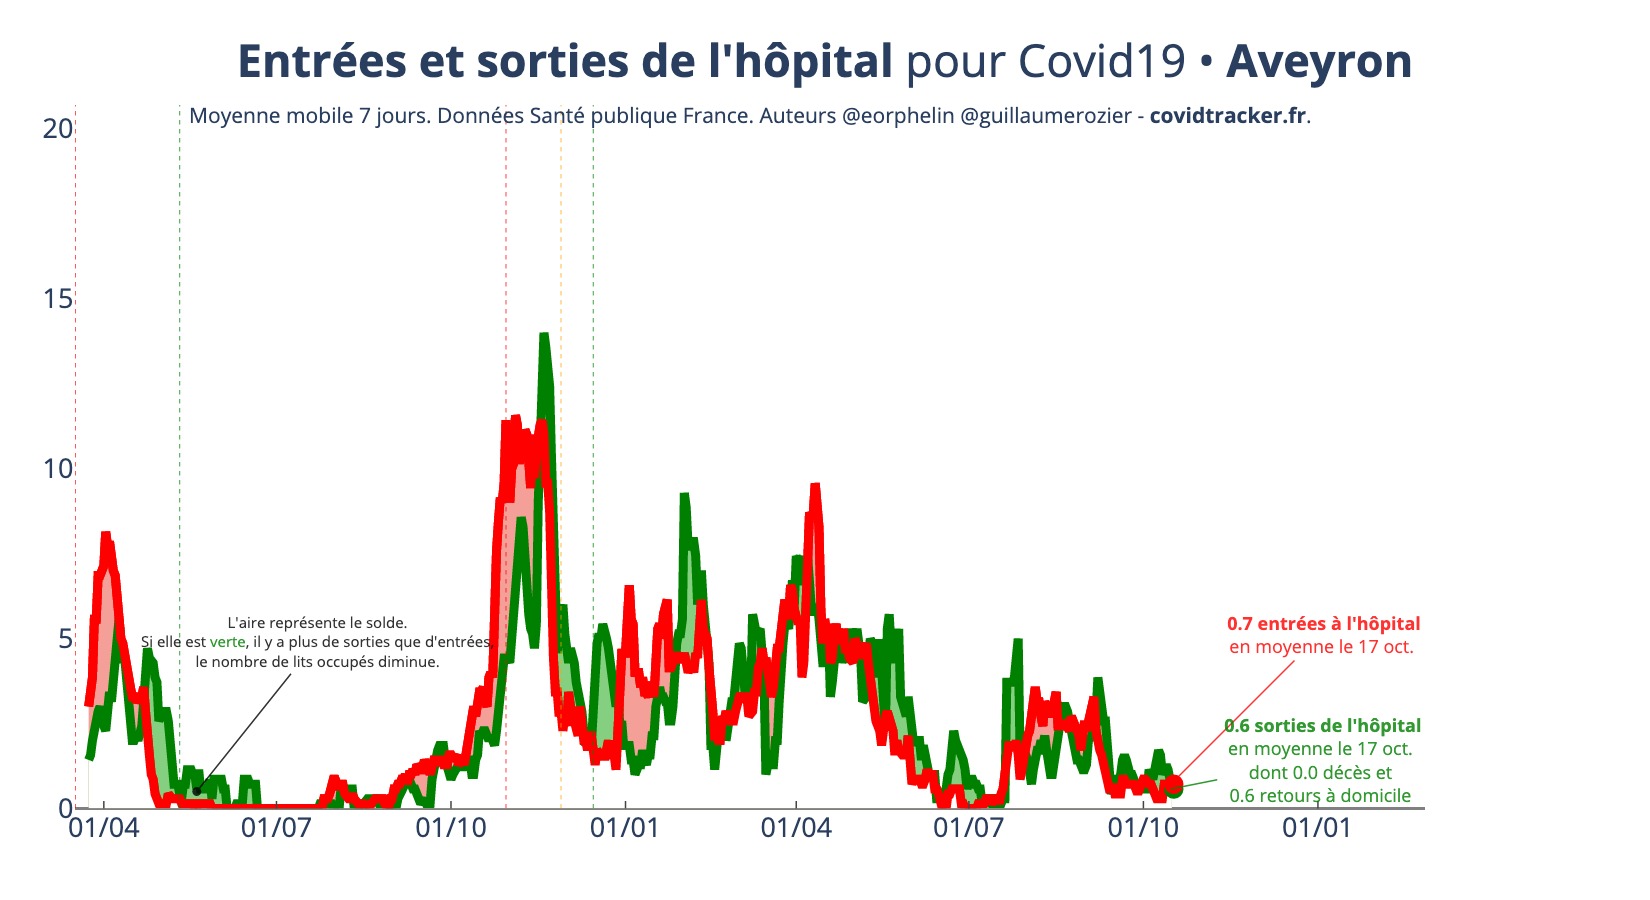 Entrées et sorties de l'hôpital pour Covid19 • Aveyron
Moyenne mobile 7 jours. Données Santé publique France. Auteurs @eorphelin @guillaumerozier - covidtracker.fr.
20
15
10
5
0
L'aire représente le solde.
Si elle est verte, il y a plus de sorties que d'entrées,
le nombre de lits occupés diminue.
0.7 entrées à l'hôpital
en moyenne le 17 oct.
0.6 sorties de l'hôpital
en moyenne le 17 oct.
dont 0.0 décès et
0.6 retours à domicile
01/04 01/07 01/10 01/01 01/04 01/07 01/10 01/01